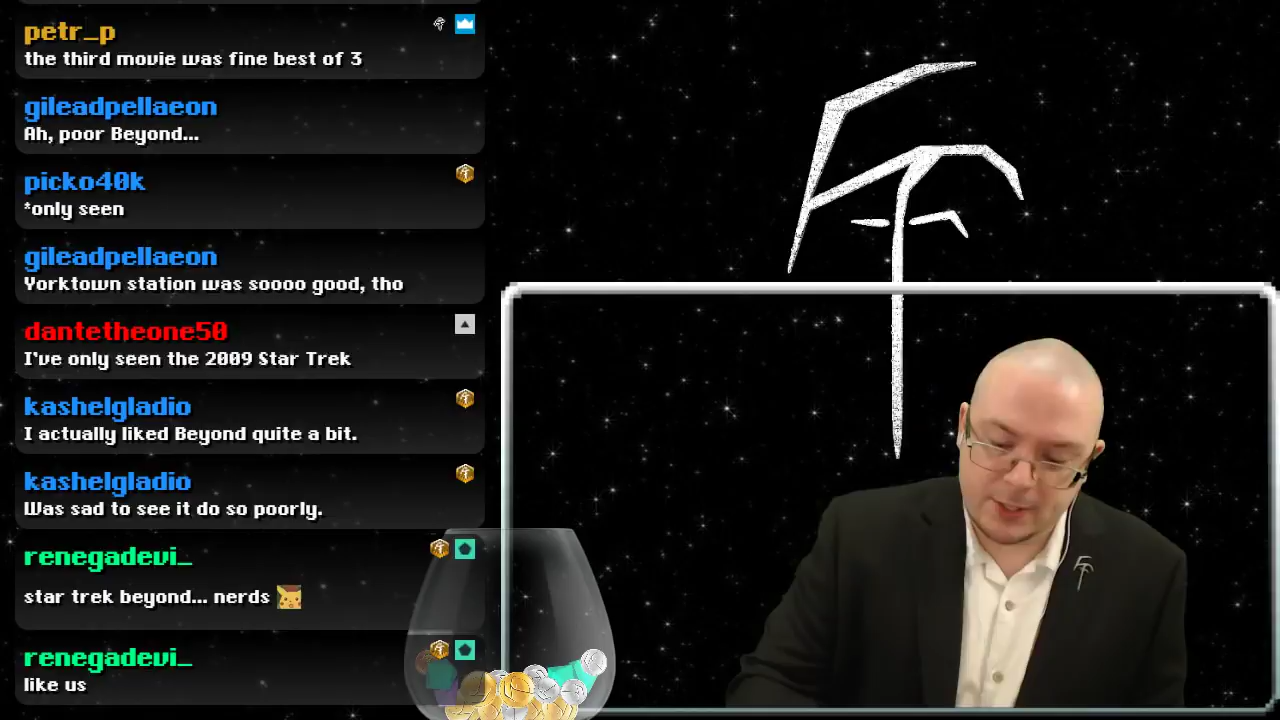 petr_p
the third movie was fine best of 3
gileadpellaeon
Ah, poor Beyond...
picko40k
*only seen
gileadpellaeon
Yorktown station was soooo good, tho
dantetheone50
I've only seen the 2009 Star Trek
kashelgladio
I actually liked Beyond quite a bit.
kashelgladio
Was sad to see it do so poorly.
renegadevi_
star trek beyond... nerds
renegadevi_
like us